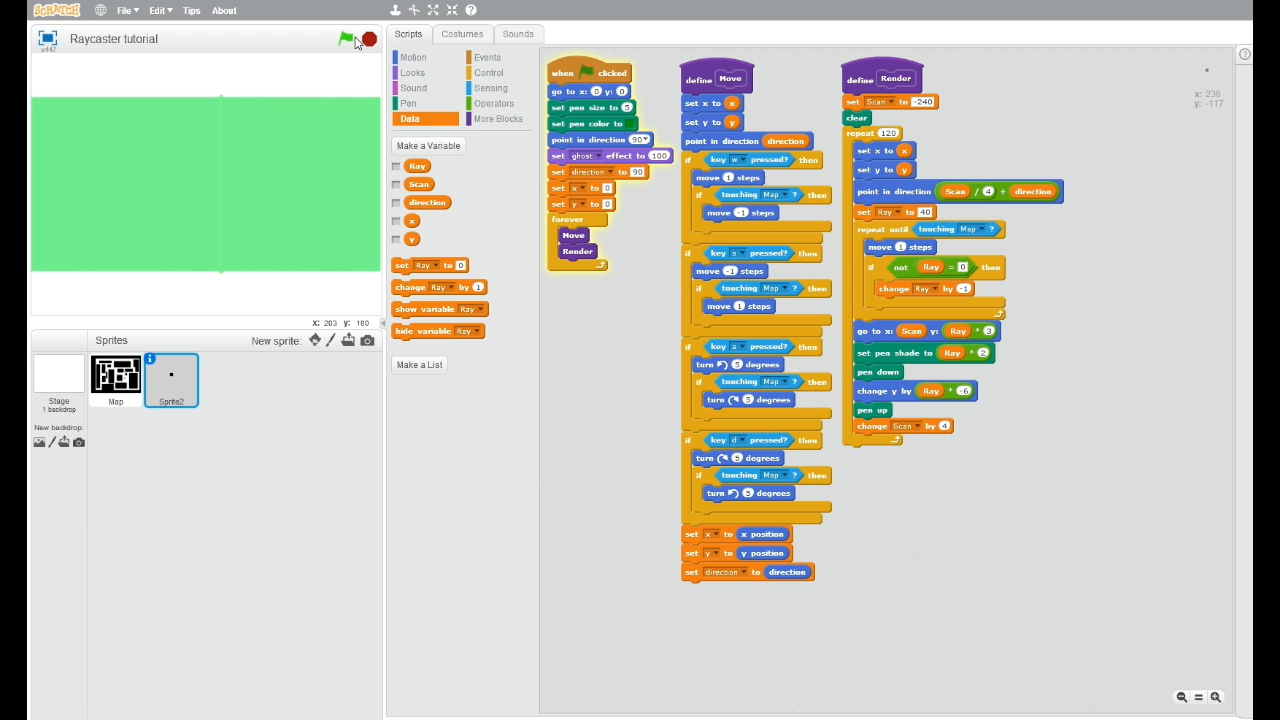 SCRATCH File Edit Tips About
v447 Raycaster tutorial
X: 203 y: 180
Sprites New sprite:
Stage
1 backdrop
Map
Sprite2
New backdrop:
Scripts Costumes Sounds
Motion Events
Looks Control
Sound Sensing
Pen Operators
Data More Blocks
Make a Variable
Ray
Scan
direction
x
y
set Ray to 0
change Ray by 1
show variable Ray
hide variable Ray
Make a List
when clicked
go to x: 0 y: 0
set pen size to 5
set pen color to
point in direction 90
set ghost effect to 100
set direction to 90
set x to 0
set y to 0
forever
Move
Render
define Move
set x to x
set y to y
point in direction direction
if key w pressed? then
move 1 steps
if touching Map ? then
move -1 steps
if key s pressed? then
move -1 steps
if touching Map ? then
move 1 steps
if key a pressed? then
turn 5 degrees
if touching Map ? then
turn 5 degrees
if key d pressed? then
turn 5 degrees
if touching Map ? then
turn 5 degrees
set x to x position
set y to y position
set direction to direction
define Render
set Scan to -240
clear
repeat 120
set x to x
set y to y
point in direction Scan / 4 + direction
set Ray to 40
repeat until touching Map ?
move 1 steps
if not Ray = 0 then
change Ray by -1
go to x: Scan y: Ray * 3
set pen shade to Ray * 2
pen down
change y by Ray * -6
pen up
change Scan by 4
x: 236
y: -117